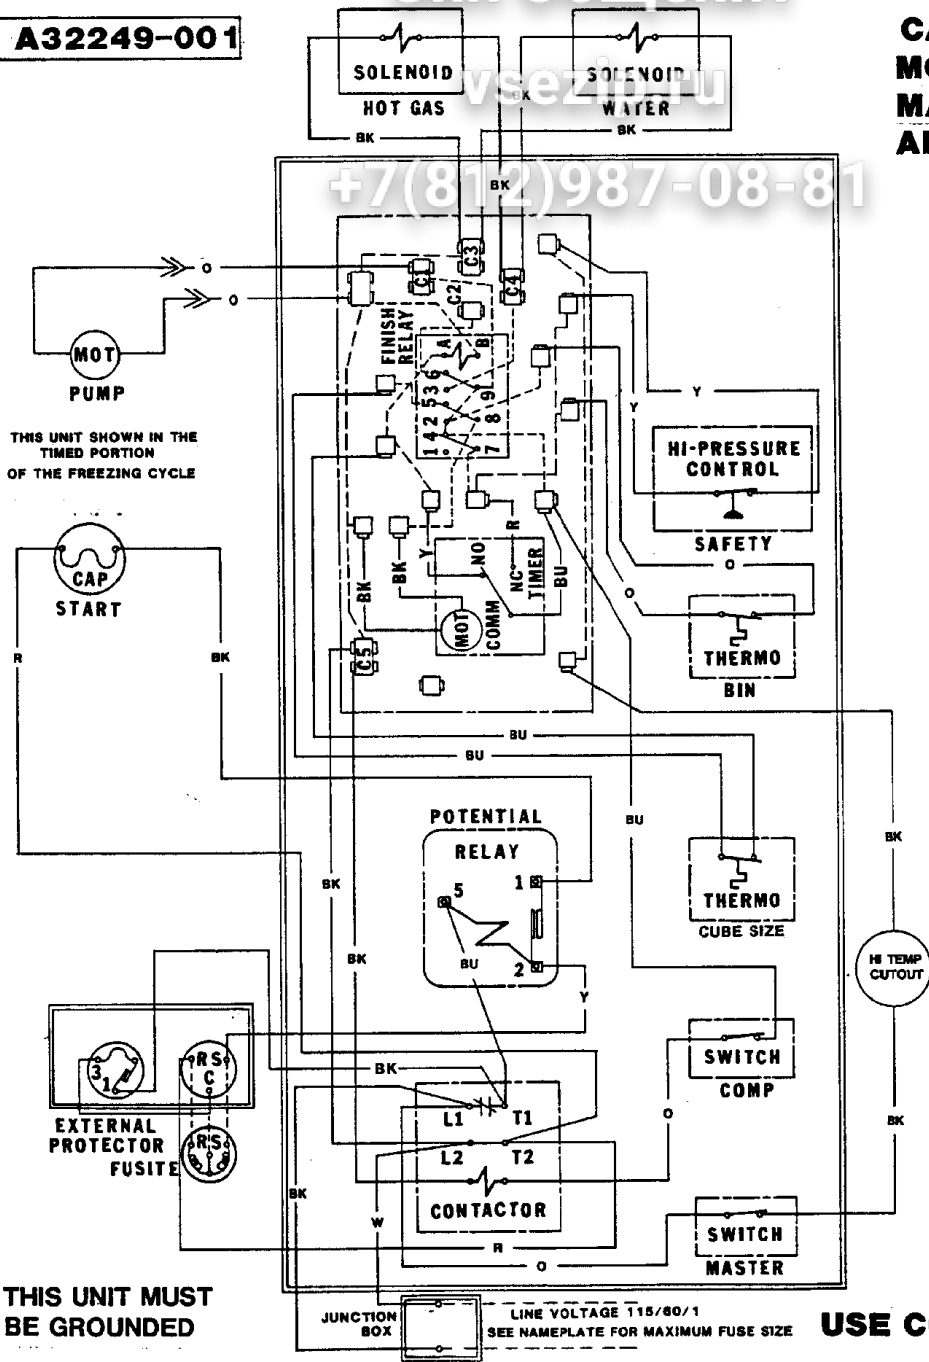 A32249-001
SOLENOID
HOT GAS
SOLENOID
WATER
vsezip.ru
+7(812)987-08-81
BK
BK
BK
BK
O
O
MOT
PUMP
C1
C2
C3
C4
FINISH
RELAY
A
B
6
3
9
5
2
8
4
1
7
THIS UNIT SHOWN IN THE
TIMED PORTION
OF THE FREEZING CYCLE
Y
Y
HI-PRESSURE
CONTROL
SAFETY
CAP
START
R
BK
BK
BK
Y
NO
R
NC
TIMER
BU
MOT
COMM
C5
O
O
THERMO
BIN
BU
BU
BU
BK
POTENTIAL
RELAY
1
5
2
BU
Y
BK
BK
THERMO
CUBE SIZE
HI TEMP
CUTOUT
SWITCH
COMP
O
BK
3
1
R S
C
EXTERNAL
PROTECTOR
R S
FUSITE
BK
L1
T1
L2
T2
CONTACTOR
BK
W
R
O
SWITCH
MASTER
THIS UNIT MUST
BE GROUNDED
JUNCTION
BOX
LINE VOLTAGE 115/60/1
SEE NAMEPLATE FOR MAXIMUM FUSE SIZE
USE C